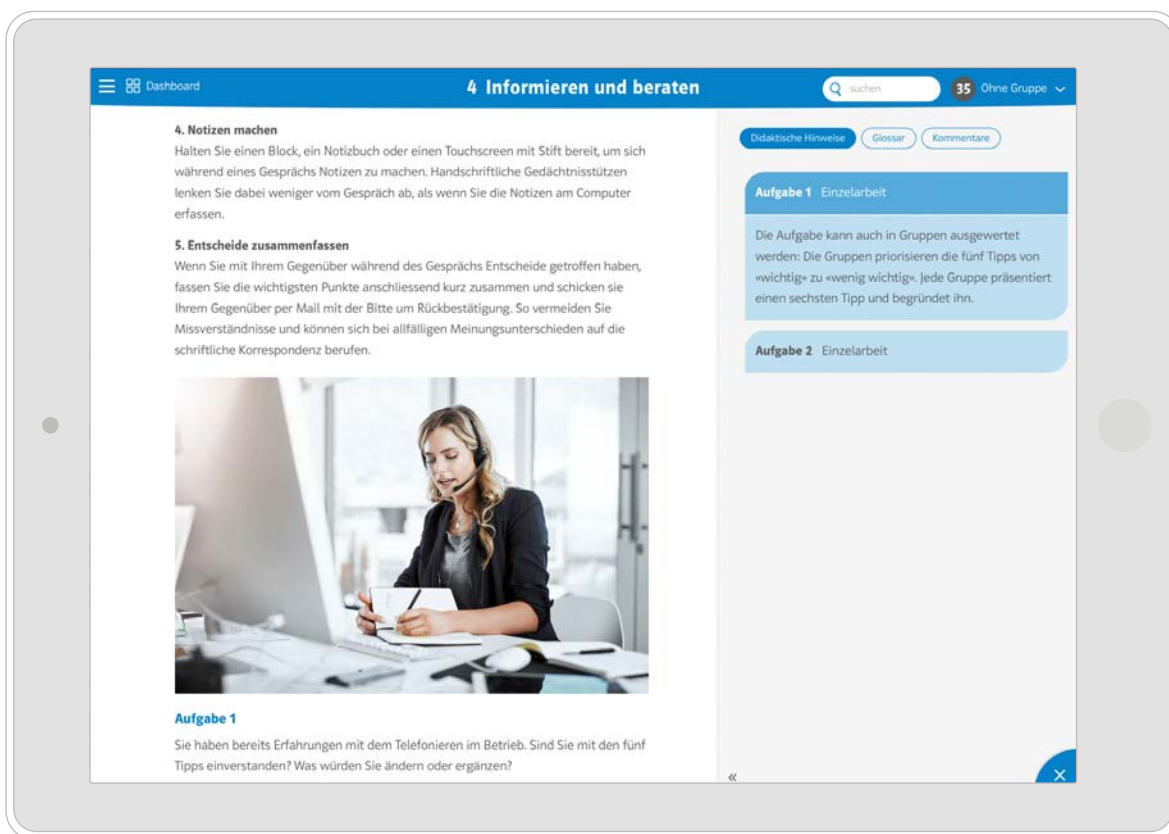 Dashboard
4 Informieren und beraten
suchen
35 Ohne Gruppe
4. Notizen machen
Halten Sie einen Block, ein Notizbuch oder einen Touchscreen mit Stift bereit, um sich
während eines Gesprächs Notizen zu machen. Handschriftliche Gedächtnisstützen
lenken Sie dabei weniger vom Gespräch ab, als wenn Sie die Notizen am Computer
erfassen.
5. Entscheide zusammenfassen
Wenn Sie mit Ihrem Gegenüber während des Gesprächs Entscheide getroffen haben,
fassen Sie die wichtigsten Punkte anschliessend kurz zusammen und schicken sie
Ihrem Gegenüber per Mail mit der Bitte um Rückbestätigung. So vermeiden Sie
Missverständnisse und können sich bei allfälligen Meinungsunterschieden auf die
schriftliche Korrespondenz berufen.
Aufgabe 1
Sie haben bereits Erfahrungen mit dem Telefonieren im Betrieb. Sind Sie mit den fünf
Tipps einverstanden? Was würden Sie ändern oder ergänzen?
Didaktische Hinweise
Glossar
Kommentare
Aufgabe 1 Einzelarbeit
Die Aufgabe kann auch in Gruppen ausgewertet
werden: Die Gruppen priorisieren die fünf Tipps von
«wichtig» zu «wenig wichtig». Jede Gruppe präsentiert
einen sechsten Tipp und begründet ihn.
Aufgabe 2 Einzelarbeit
«